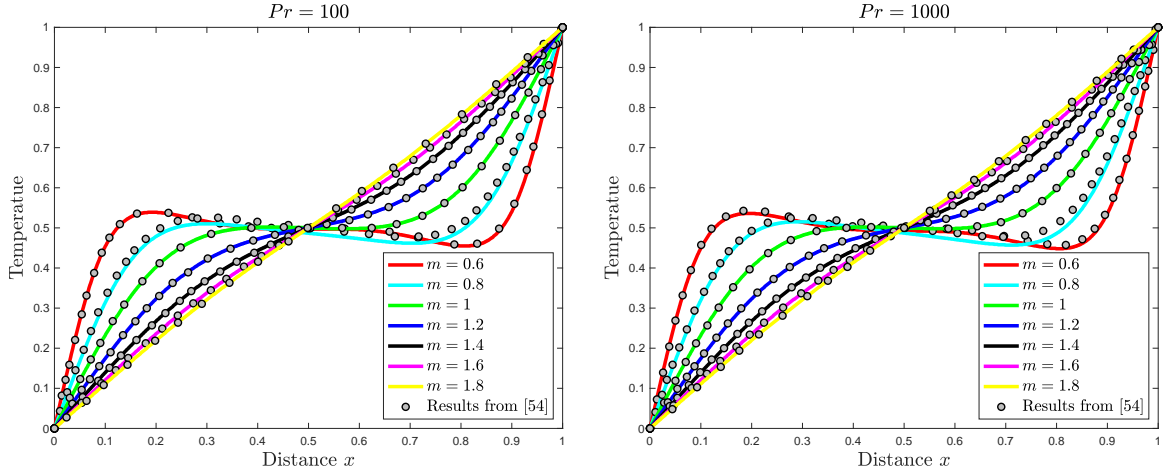 Pr = 100
1
0.9
0.8
0.7
0.6
0.5
0.4
0.3
0.2
0.1
0
Temperatue
0 0.1 0.2 0.3 0.4 0.5 0.6 0.7 0.8 0.9 1
Distance x
m = 0.6
m = 0.8
m = 1
m = 1.2
m = 1.4
m = 1.6
m = 1.8
Results from [54]
Pr = 1000
1
0.9
0.8
0.7
0.6
0.5
0.4
0.3
0.2
0.1
0
Temperatue
0 0.1 0.2 0.3 0.4 0.5 0.6 0.7 0.8 0.9 1
Distance x
m = 0.6
m = 0.8
m = 1
m = 1.2
m = 1.4
m = 1.6
m = 1.8
Results from [54]